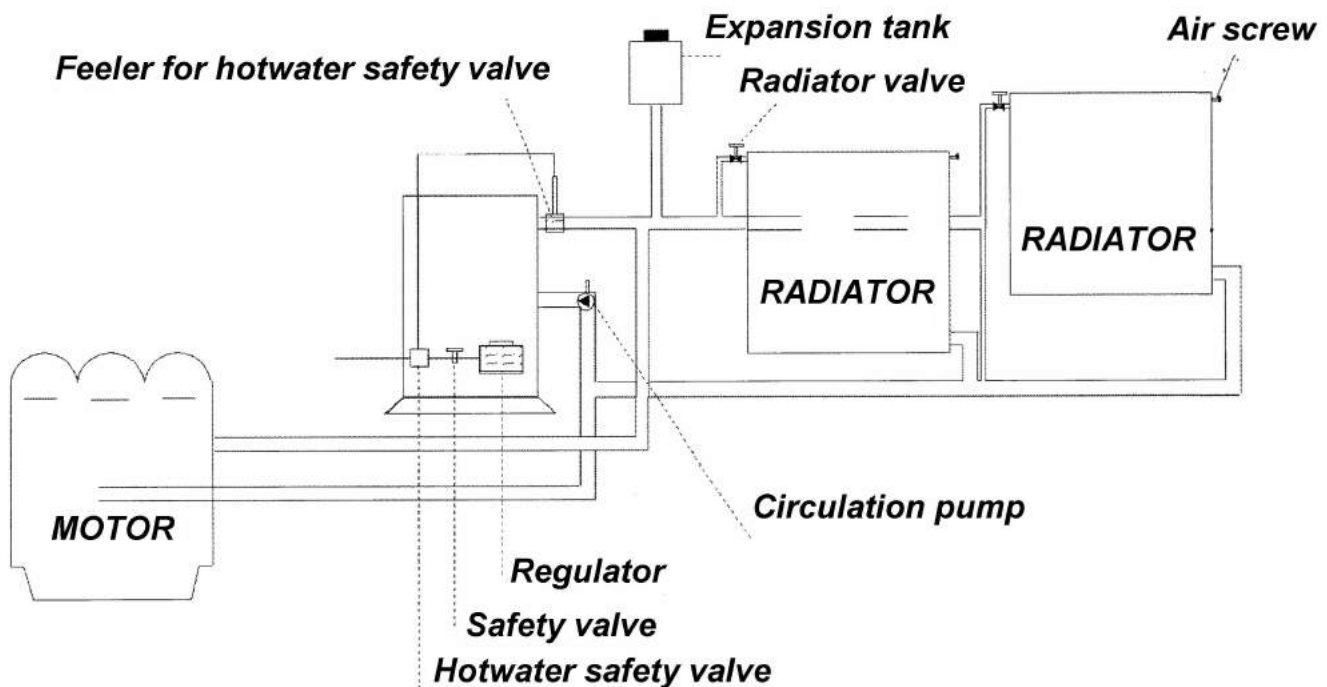 Expansion tank
Air screw
Feeler for hotwater safety valve
Radiator valve
RADIATOR
RADIATOR
MOTOR
Circulation pump
Regulator
Safety valve
Hotwater safety valve